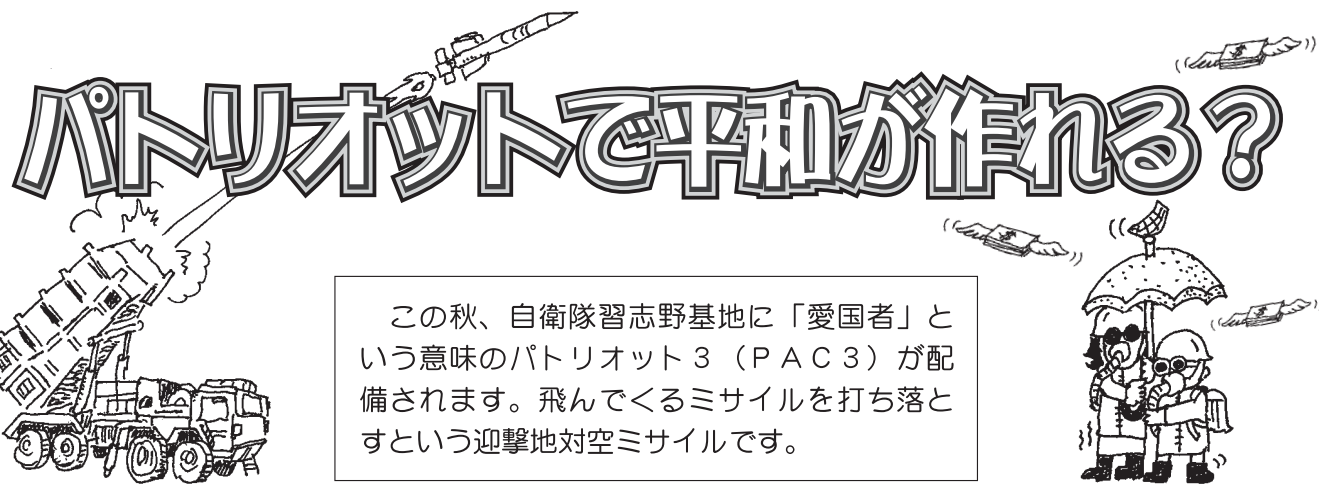 パトリオットで平和が作れる？
　この秋、自衛隊習志野基地に「愛国者」と
いう意味のパトリオット３（ＰＡＣ３）が配
備されます。飛んでくるミサイルを打ち落と
すという迎撃地対空ミサイルです。
$
$
$